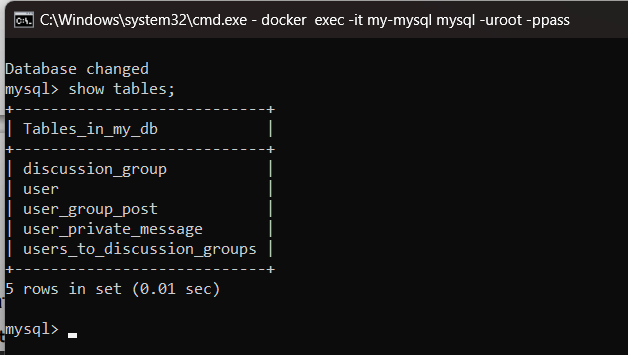 C:\Windows\system32\cmd.exe - docker  exec -it my-mysql mysql -uroot -ppass
Database changed
mysql> show tables;
+----------------------------+
| Tables_in_my_db            |
+----------------------------+
| discussion_group           |
| user                       |
| user_group_post            |
| user_private_message       |
| users_to_discussion_groups |
+----------------------------+
5 rows in set (0.01 sec)
mysql>